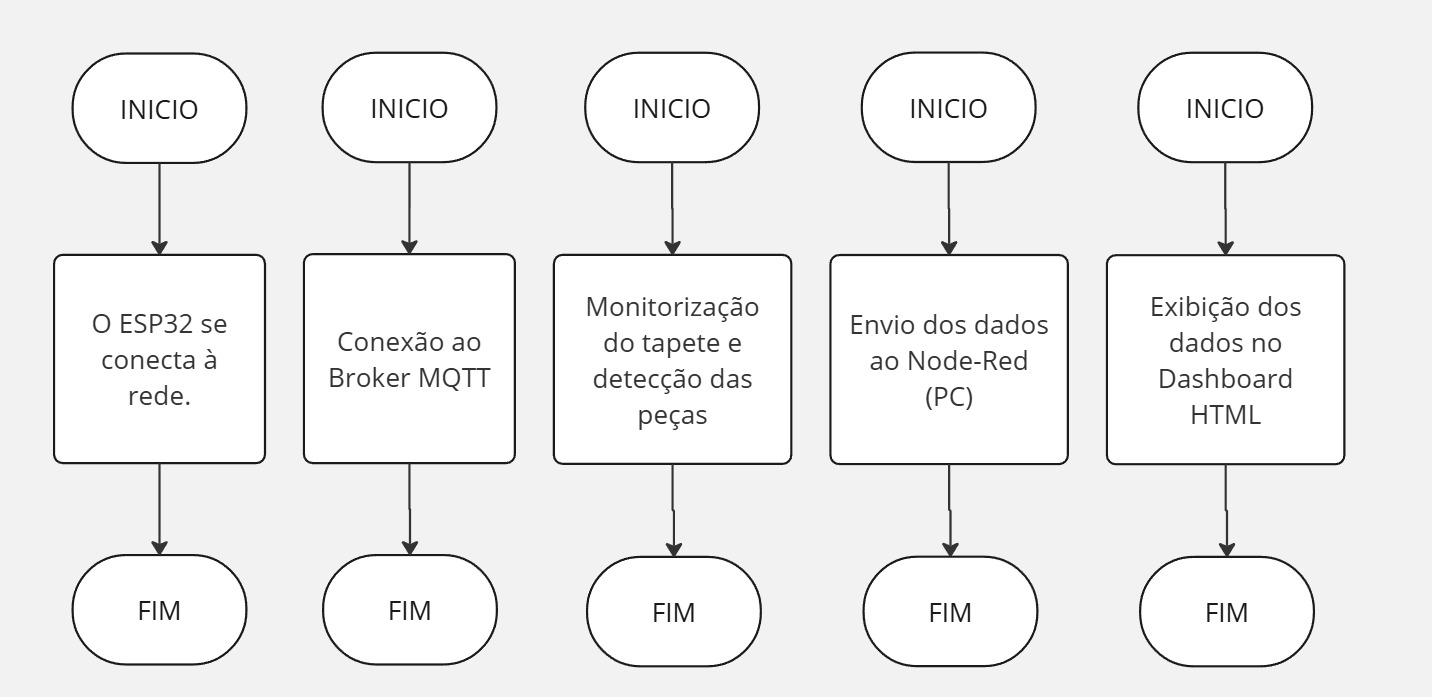 INICIO
INICIO
INICIO
INICIO
INICIO
O ESP32 se
conecta à
rede.
Conexão ao
Broker MQTT
Monitorização
do tapete e
detecção das
peças
Envio dos dados
ao Node-Red
(PC)
Exibição dos
dados no
Dashboard
HTML
FIM
FIM
FIM
FIM
FIM